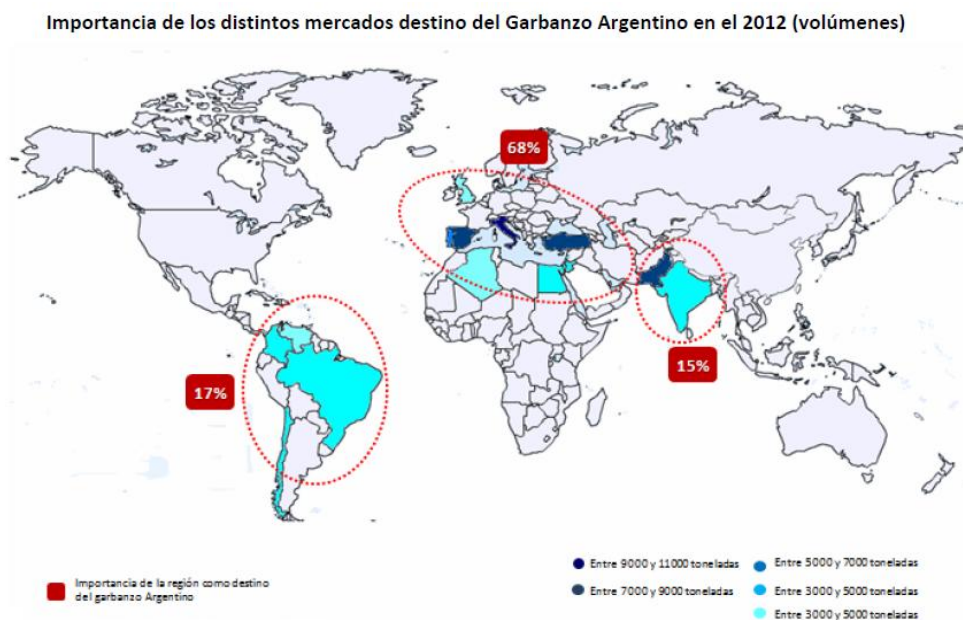 Importancia de los distintos mercados destino del Garbanzo Argentino en el 2012 (volúmenes)
68%
17%
15%
Importancia de la región como destino
del garbanzo Argentino
Entre 9000 y 11000 toneladas
Entre 7000 y 9000 toneladas
Entre 5000 y 7000 toneladas
Entre 3000 y 5000 toneladas
Entre 3000 y 5000 toneladas